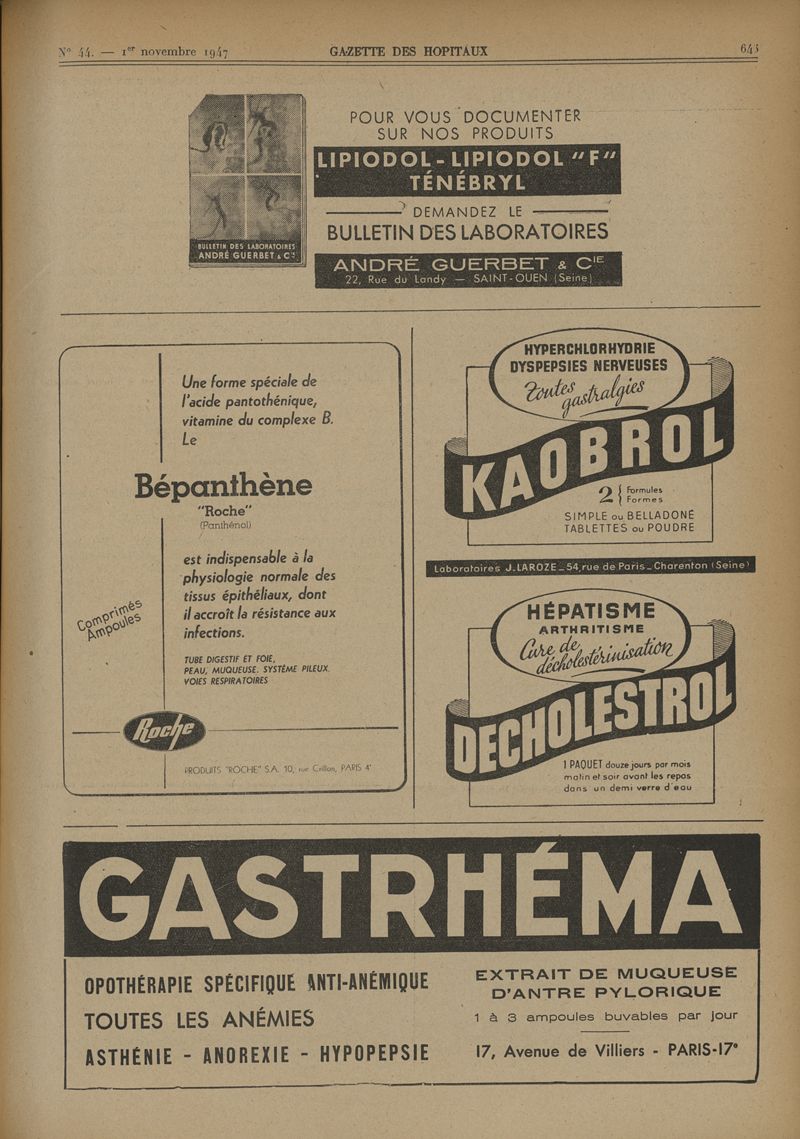 Nº 44. — 1er novembre 1947
GAZETTE DES HOPITAUX
643
BULLETIN DES LABORATOIRES
ANDRÉ GUERBET & Cie
POUR VOUS DOCUMENTER
SUR NOS PRODUITS
LIPIODOL - LIPIODOL "F"
TÉNÉBRYL
DEMANDEZ LE
BULLETIN DES LABORATOIRES
ANDRÉ GUERBET & CIE
22, Rue du Landy — SAINT-OUEN (Seine)
Une forme spéciale de
l'acide pantothénique,
vitamine du complexe B.
Le
Bépanthène
"Roche"
(Panthénol)
est indispensable à la
physiologie normale des
tissus épithéliaux, dont
il accroît la résistance aux
infections.
Comprimés
Ampoules
TUBE DIGESTIF ET FOIE,
PEAU, MUQUEUSE, SYSTÈME PILEUX.
VOIES RESPIRATOIRES
Roche
PRODUITS "ROCHE" S.A. 10, rue Crillon, PARIS 4e
HYPERCHLORHYDRIE
DYSPEPSIES NERVEUSES
Toutes
gastralgies
KAOBROL
2 { Formules
Formes
SIMPLE ou BELLADONÉ
TABLETTES ou POUDRE
Laboratoires J. LAROZE _ 54, rue de Paris _ Charenton (Seine)
HÉPATISME
ARTHRITISME
Cure de
décholestérinisation
DECHOLESTROL
1 PAQUET douze jours par mois
matin et soir avant les repas
dans un demi verre d'eau
GASTRHÉMA
OPOTHÉRAPIE SPÉCIFIQUE ANTI-ANÉMIQUE
TOUTES LES ANÉMIES
ASTHÉNIE - ANOREXIE - HYPOPEPSIE
EXTRAIT DE MUQUEUSE
D'ANTRE PYLORIQUE
1 à 3 ampoules buvables par jour
17, Avenue de Villiers - PARIS-17e